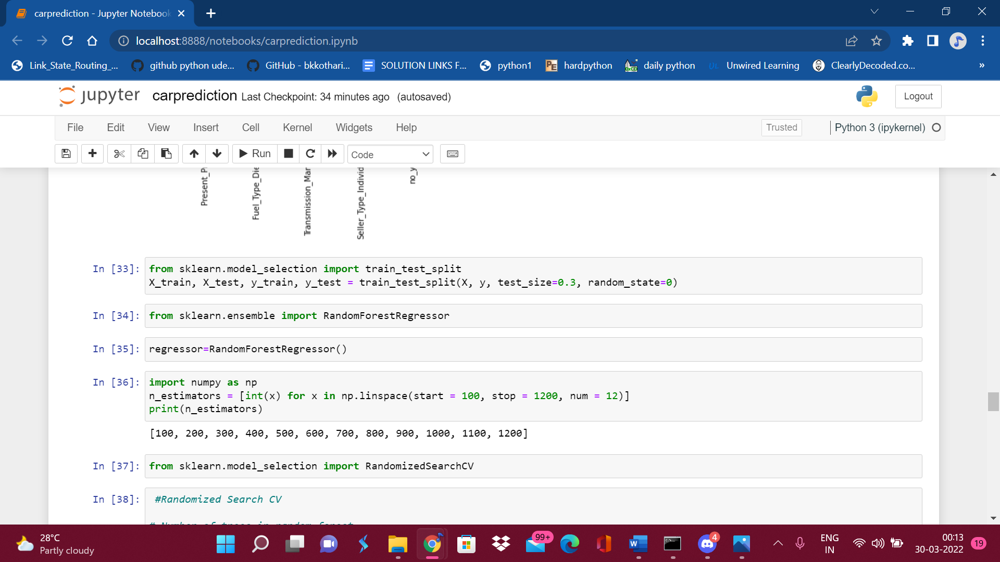 carprediction - Jupyter Notebook
localhost:8888/notebooks/carprediction.ipynb
Link_State_Routing_... github python ude... GitHub - bkkothari... SOLUTION LINKS F... python1 hardpython daily python Unwired Learning ClearlyDecoded.co... »
jupyter carprediction Last Checkpoint: 34 minutes ago (autosaved) Logout
File Edit View Insert Cell Kernel Widgets Help Trusted Python 3 (ipykernel)
Run Code
Present_P
Fuel_Type_Die
Transmission_Man
Seller_Type_Individ
no_y
In [33]: from sklearn.model_selection import train_test_split
X_train, X_test, y_train, y_test = train_test_split(X, y, test_size=0.3, random_state=0)
In [34]: from sklearn.ensemble import RandomForestRegressor
In [35]: regressor=RandomForestRegressor()
In [36]: import numpy as np
n_estimators = [int(x) for x in np.linspace(start = 100, stop = 1200, num = 12)]
print(n_estimators)
[100, 200, 300, 400, 500, 600, 700, 800, 900, 1000, 1100, 1200]
In [37]: from sklearn.model_selection import RandomizedSearchCV
In [38]: #Randomized Search CV
# Number of trees in random forest
28°C
Partly cloudy
99+
4
ENG
IN
00:13
30-03-2022
19